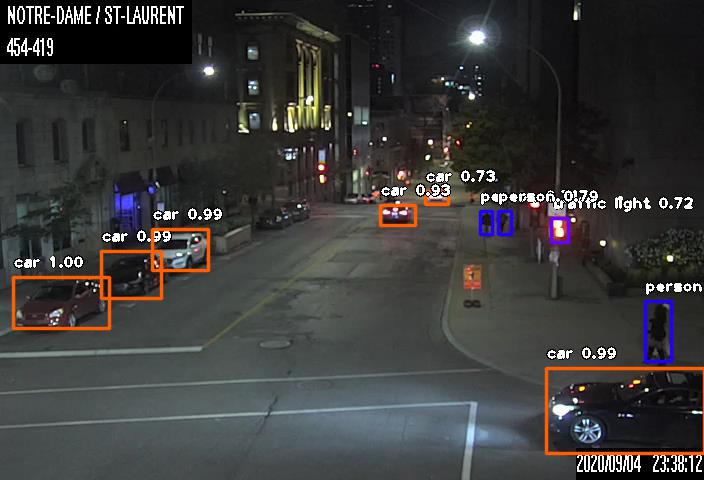 NOTRE-DAME / ST-LAURENT
454-419
car 0.73
car 0.93
person 0.79
traffic light 0.72
car 0.99
car 0.99
car 1.00
person
car 0.99
2020/09/04 23:38:12